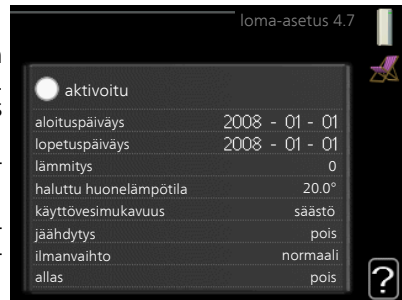 loma-asetus 4.7
aktivoitu
aloituspäiväys 2008 - 01 - 01
lopetuspäiväys 2008 - 01 - 01
lämmitys 0
haluttu huonelämpötila 20.0°
käyttövesimukavuus säästö
jäähdytys pois
ilmanvaihto normaali
allas pois
?